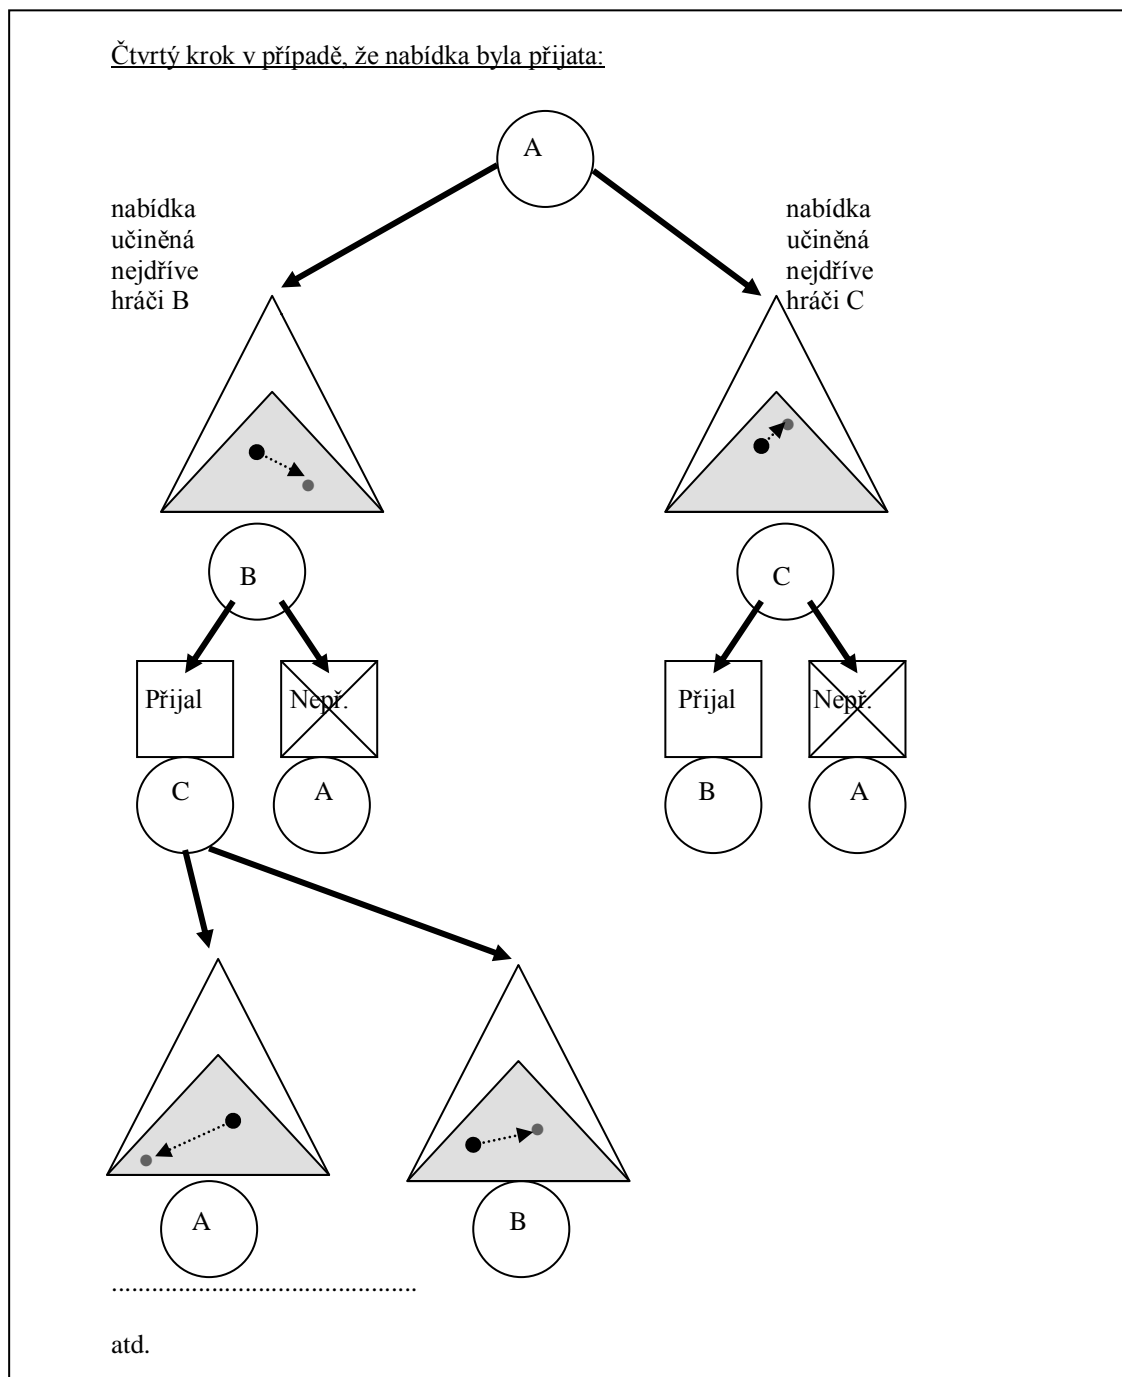 Čtvrtý krok v případě, že nabídka byla přijata:
A
nabídka
učiněná
nejdříve
hráči B
nabídka
učiněná
nejdříve
hráči C
B
C
Přijal
Nepř.
Přijal
Nepř.
C
A
B
A
A
B
..............................................
atd.